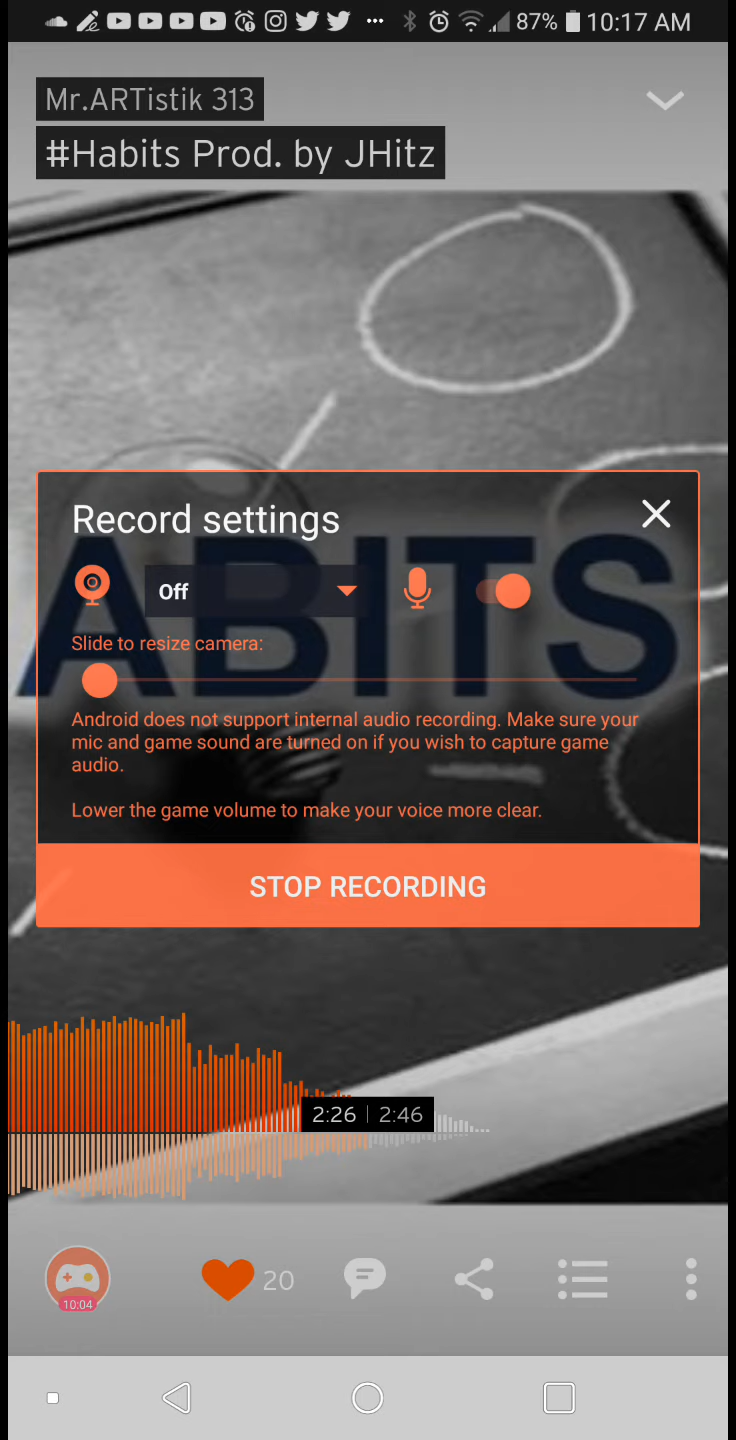 87% 10:17 AM
Mr.ARTistik 313
#Habits Prod. by JHitz
ABITS
Record settings
Off
Slide to resize camera:
Android does not support internal audio recording. Make sure your
mic and game sound are turned on if you wish to capture game
audio.
Lower the game volume to make your voice more clear.
STOP RECORDING
2:26 | 2:46
20
10:04